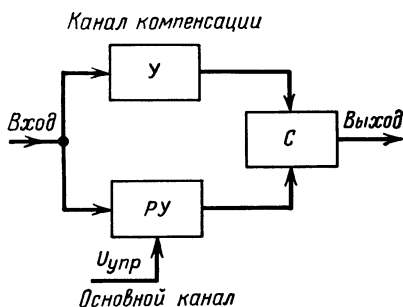 Канал компенсации
У
Вход
С
Выход
РУ
Uупр
Основной канал